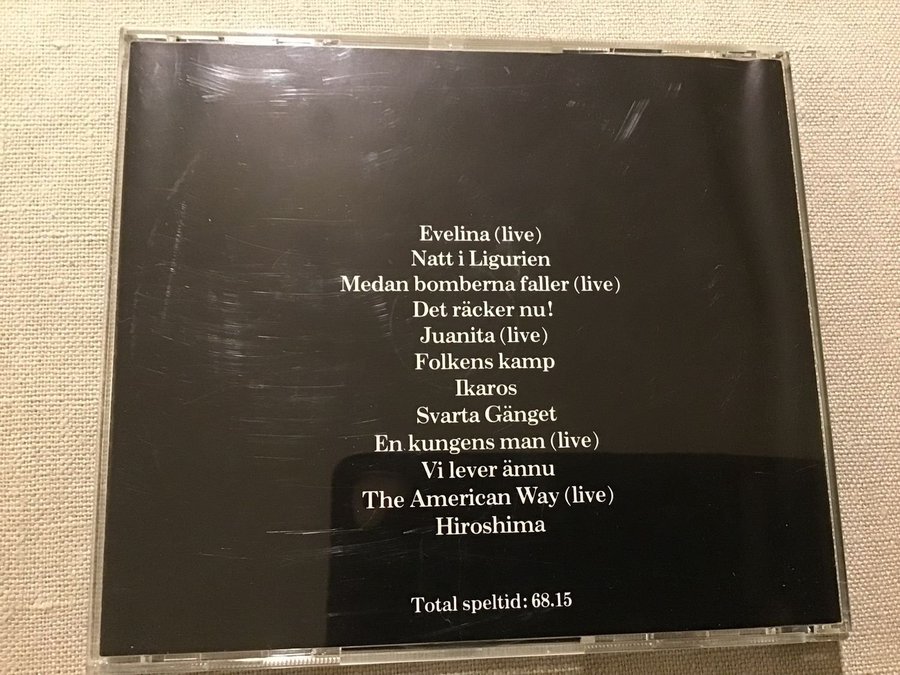 Evelina (live)
Natt i Ligurien
Medan bomberna faller (live)
Det räcker nu!
Juanita (live)
Folkens kamp
Ikaros
Svarta Gänget
En kungens man (live)
Vi lever ännu
The American Way (live)
Hiroshima
Total speltid: 68.15